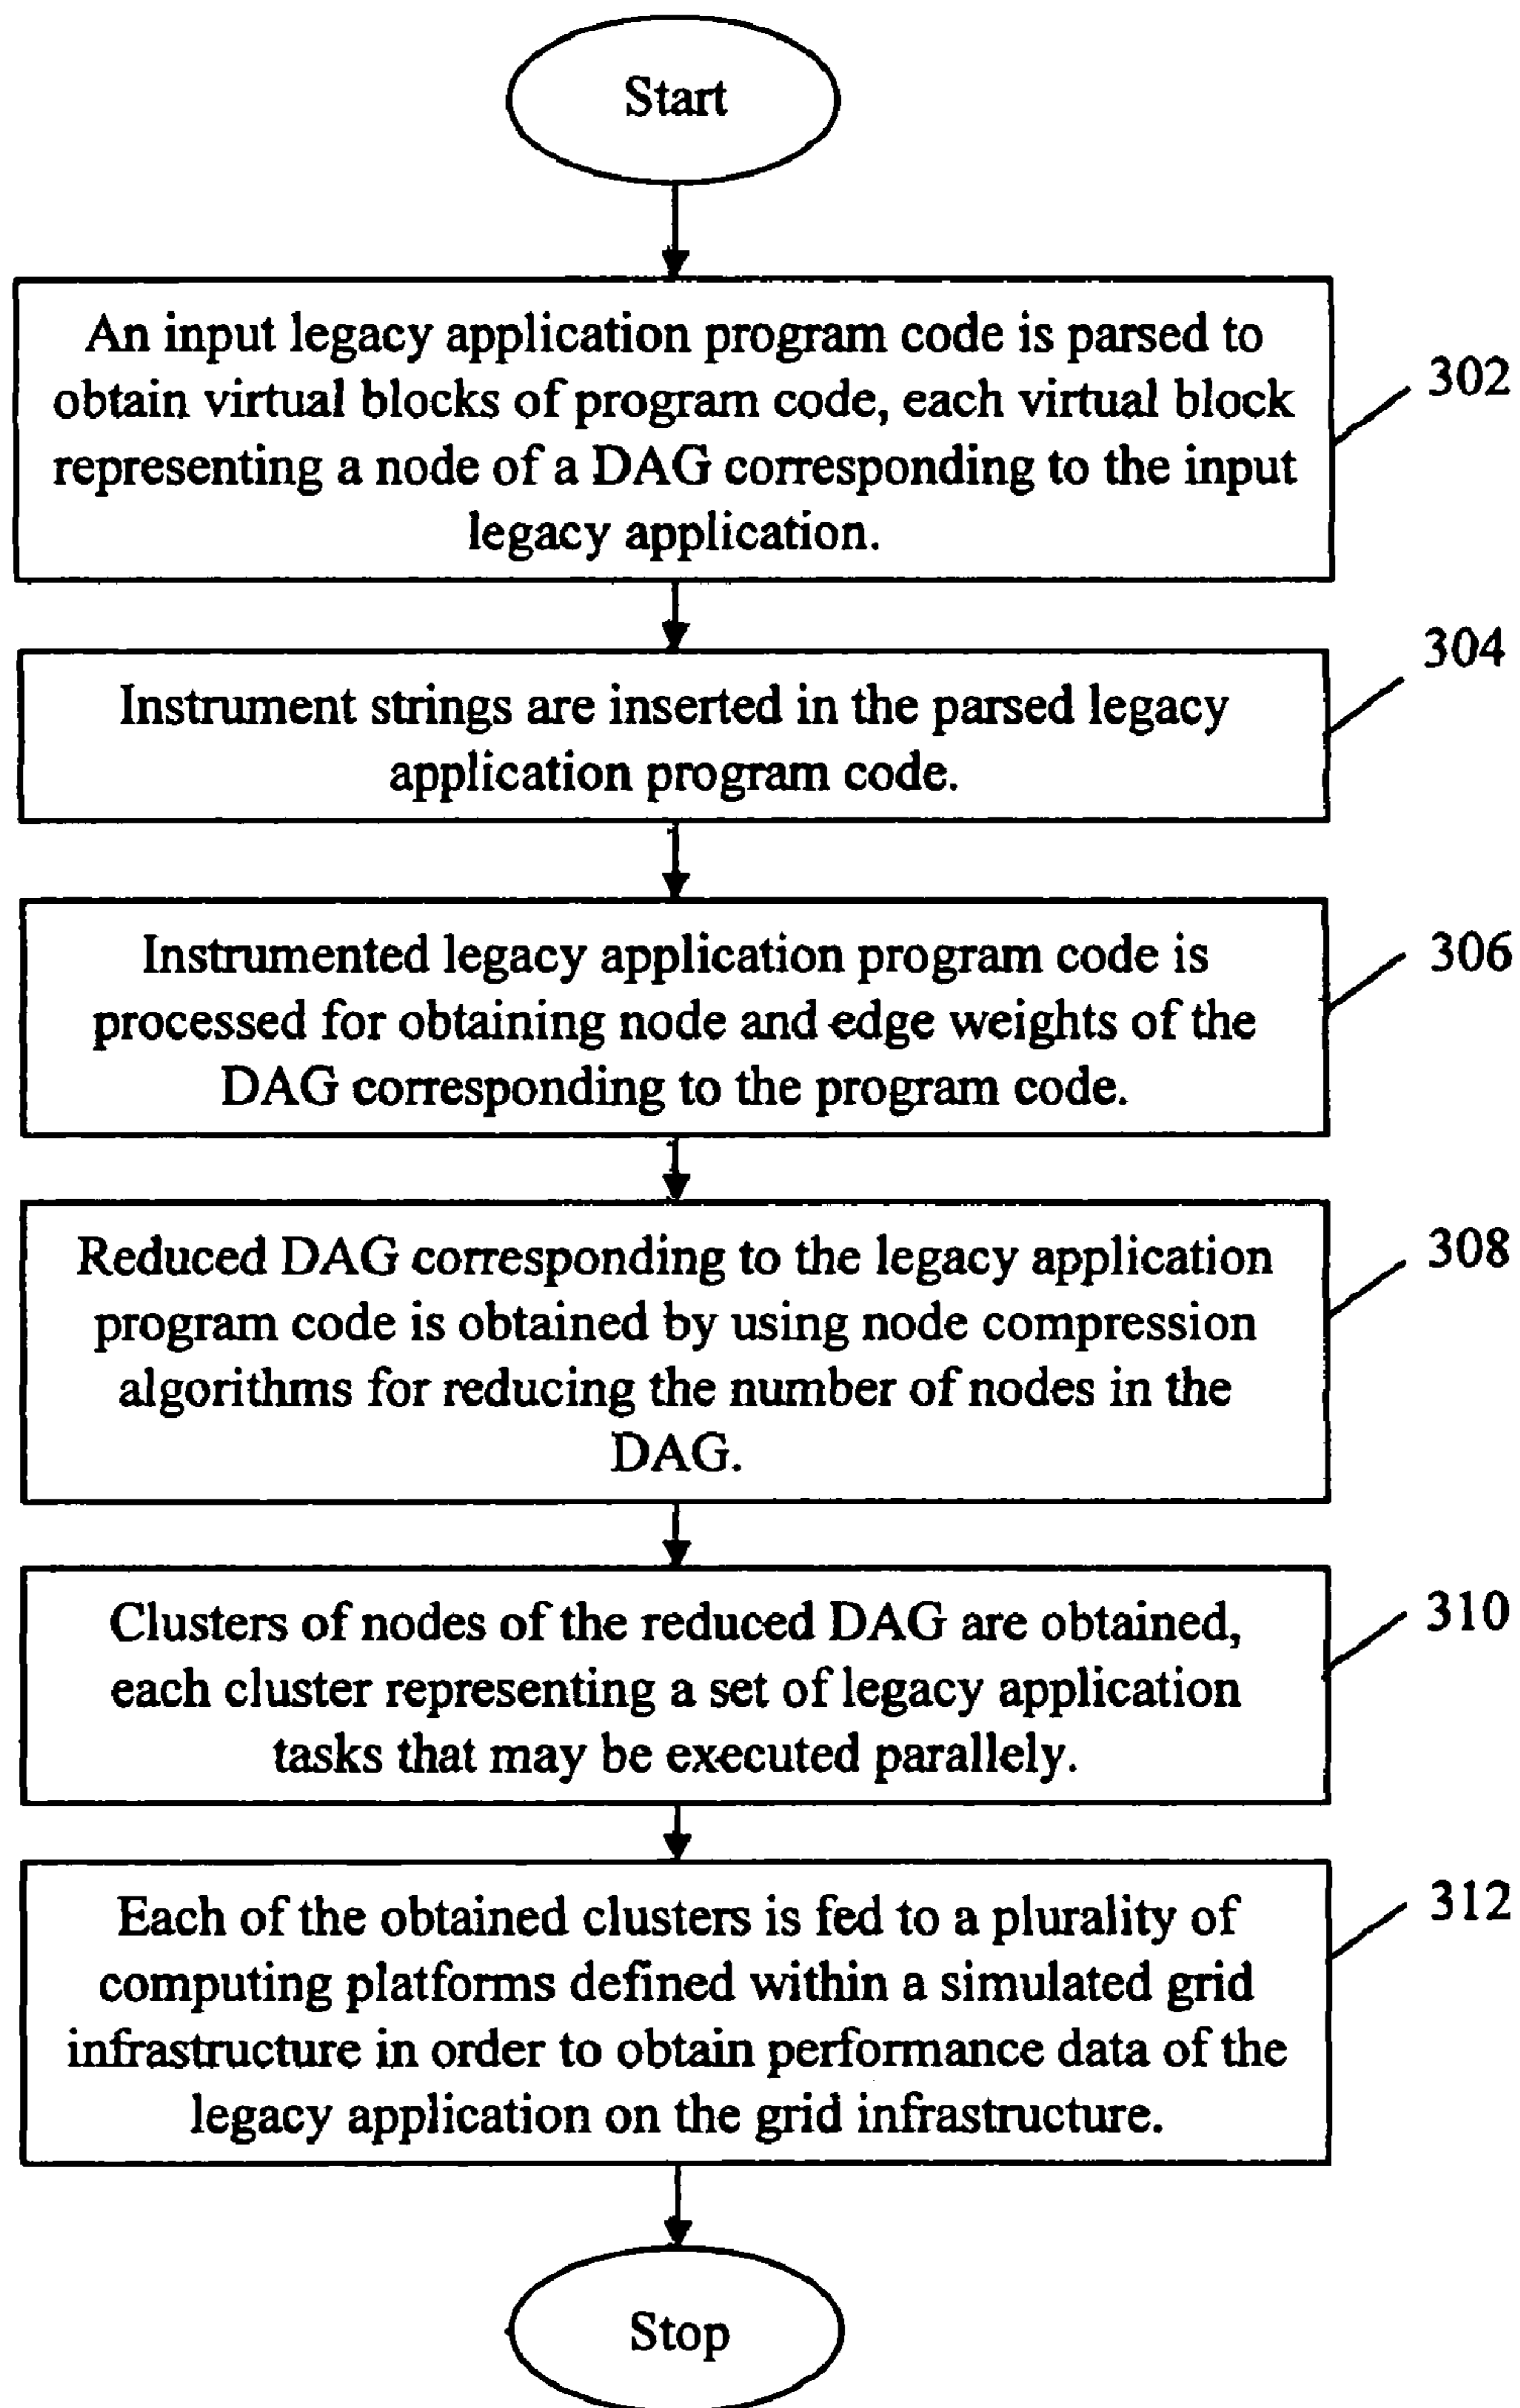 Start
An input legacy application program code is parsed to
obtain virtual blocks of program code, each virtual block
representing a node of a DAG corresponding to the input
legacy application.
302
Instrument strings are inserted in the parsed legacy
application program code.
304
Instrumented legacy application program code is
processed for obtaining node and edge weights of the
DAG corresponding to the program code.
306
Reduced DAG corresponding to the legacy application
program code is obtained by using node compression
algorithms for reducing the number of nodes in the
DAG.
308
Clusters of nodes of the reduced DAG are obtained,
each cluster representing a set of legacy application
tasks that may be executed parallely.
310
Each of the obtained clusters is fed to a plurality of
computing platforms defined within a simulated grid
infrastructure in order to obtain performance data of the
legacy application on the grid infrastructure.
312
Stop